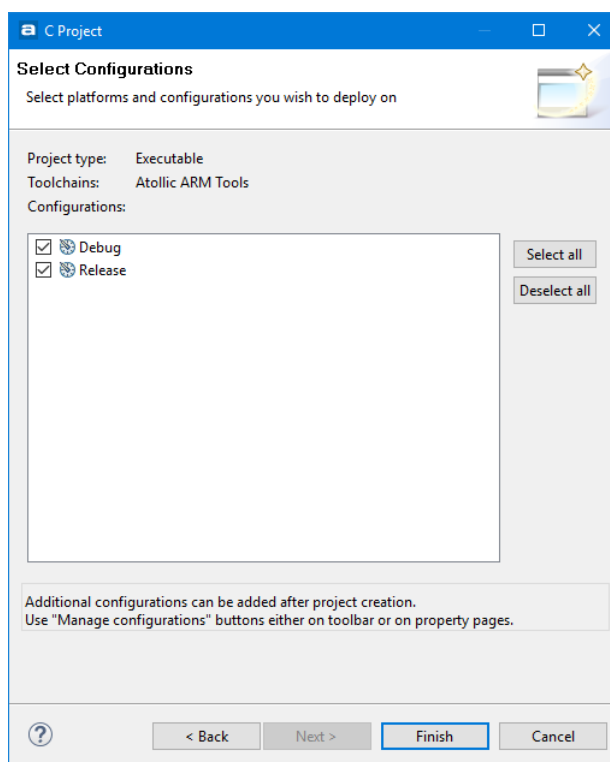 C Project
Select Configurations
Select platforms and configurations you wish to deploy on
Project type: Executable
Toolchains: Atollic ARM Tools
Configurations:
Debug
Release
Select all
Deselect all
Additional configurations can be added after project creation.
Use "Manage configurations" buttons either on toolbar or on property pages.
? < Back Next > Finish Cancel